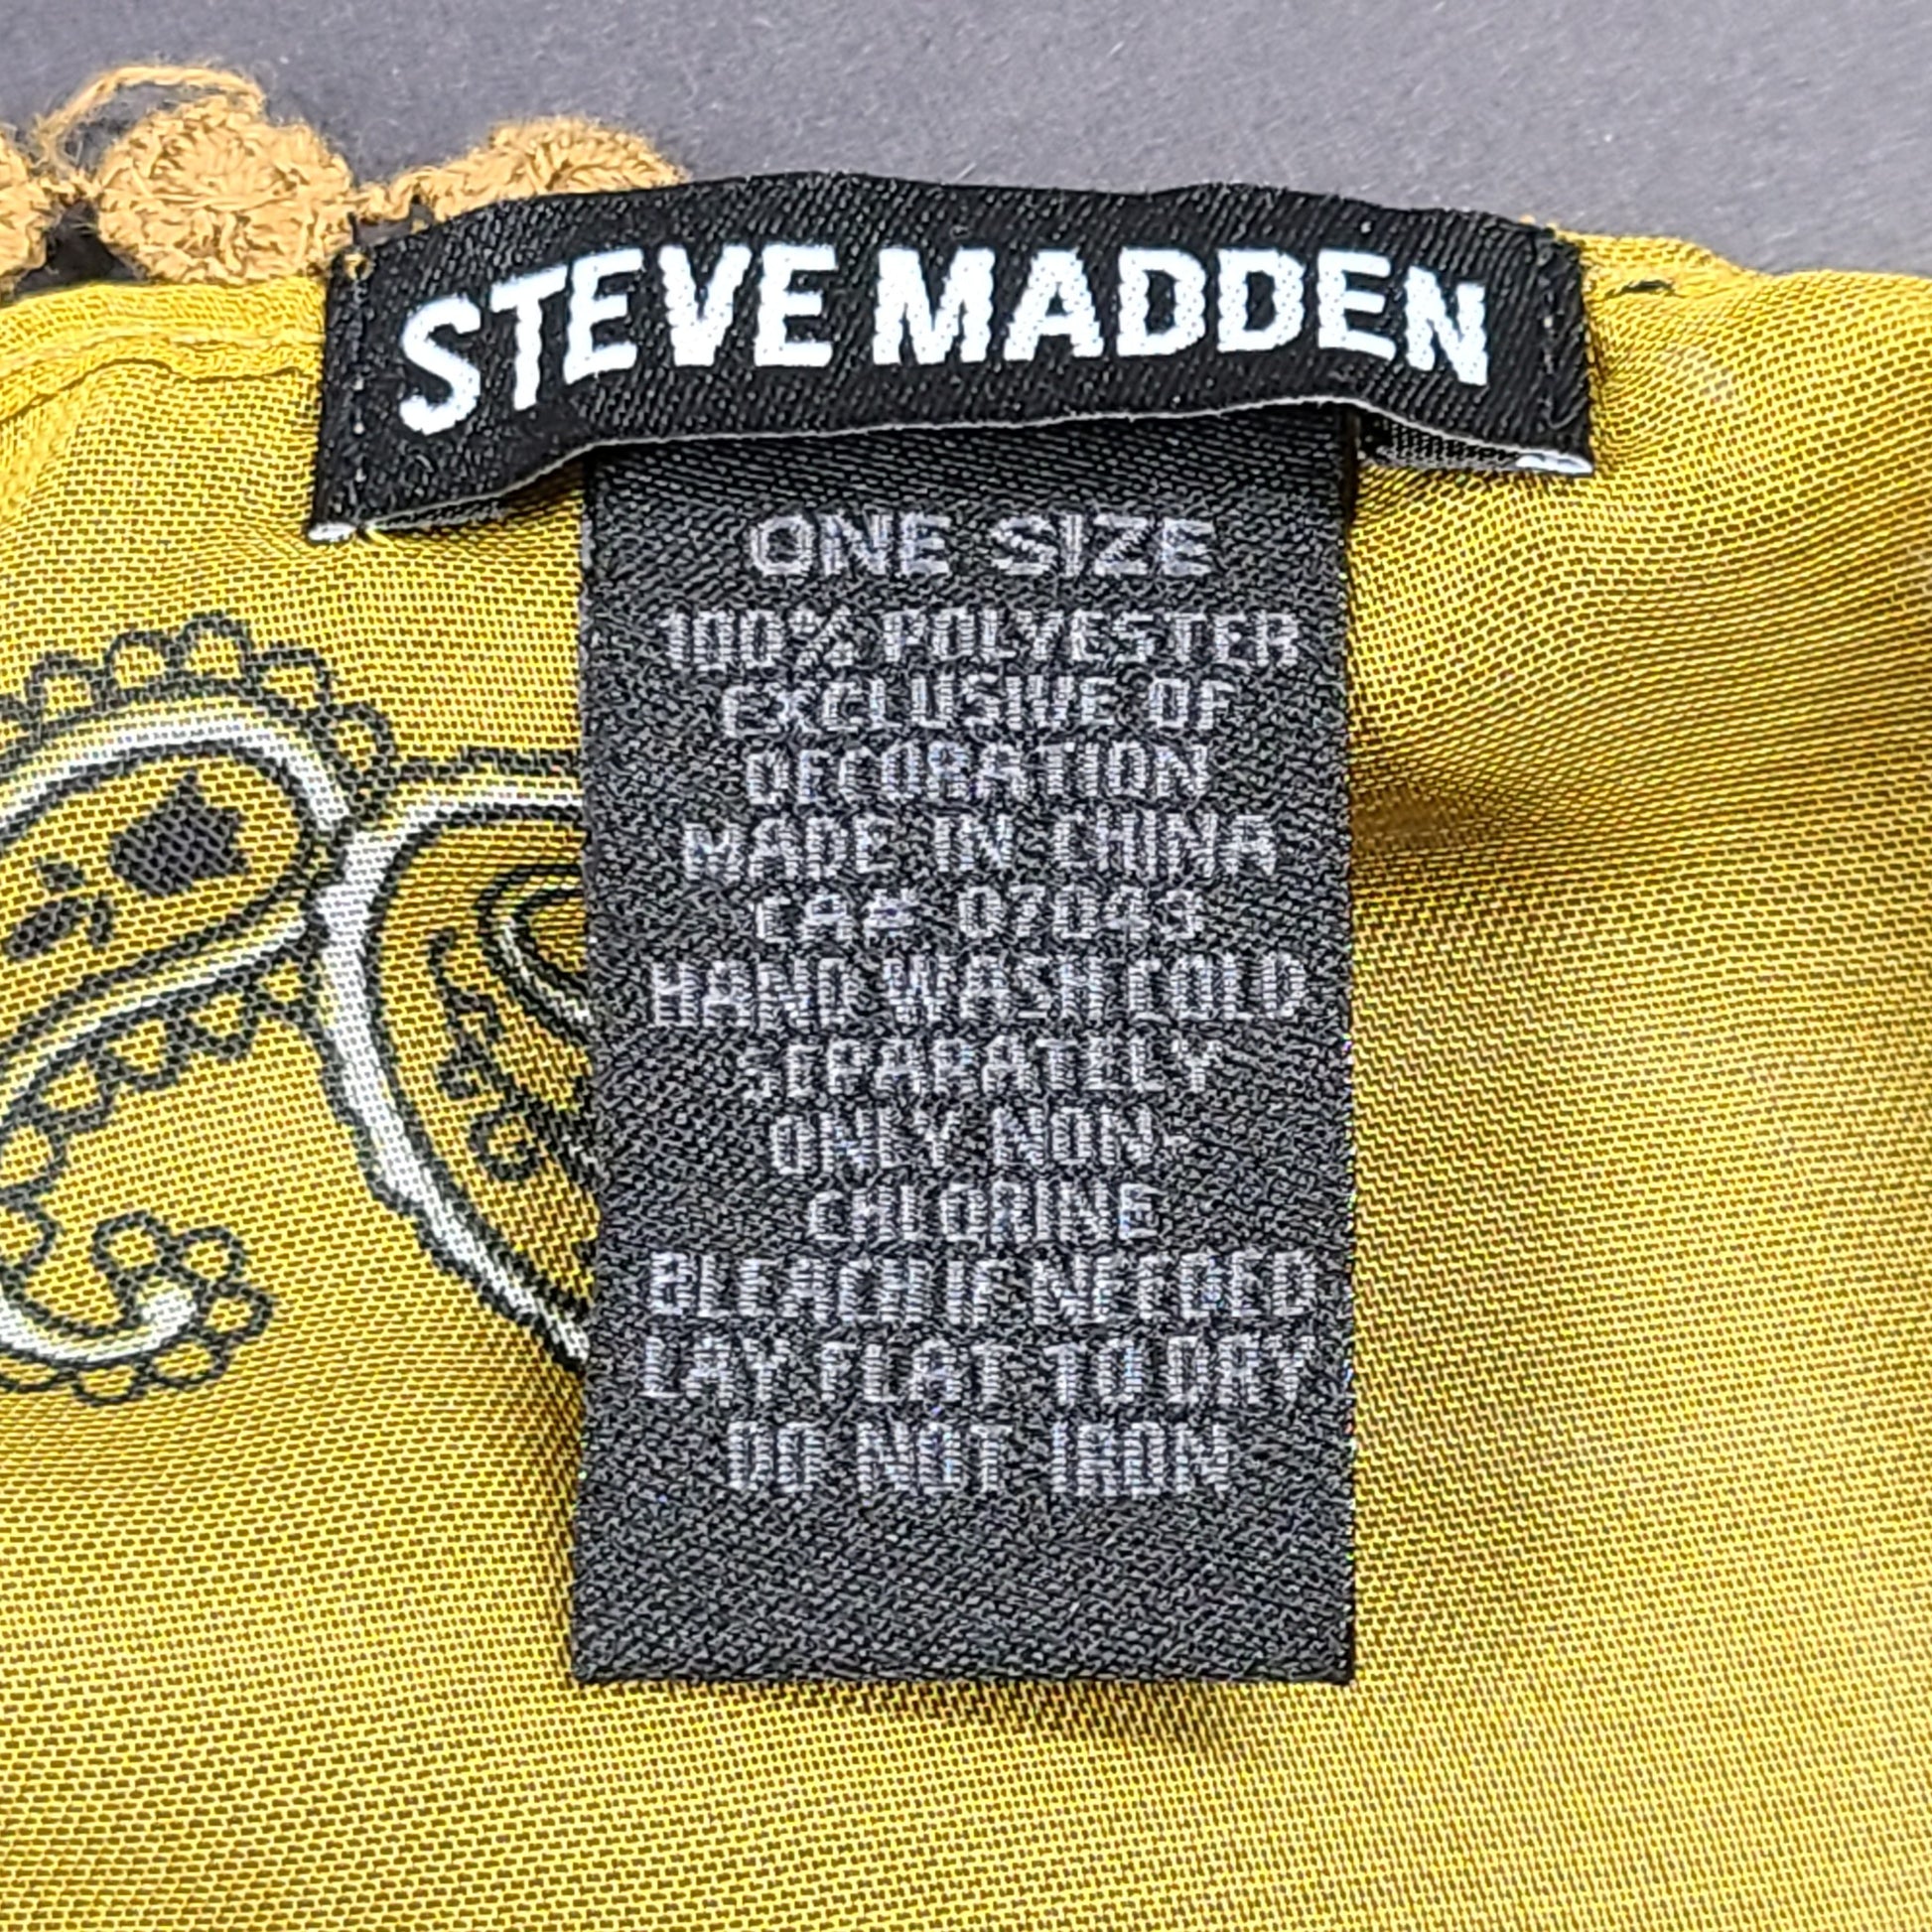 STEVE MADDEN
ONE SIZE
100% POLYESTER
EXCLUSIVE OF
DECORATION
MADE IN CHINA
CA# 07043
HAND WASH COLD
SEPARATELY
ONLY NON-
CHLORINE
BLEACH IF NEEDED
LAY FLAT TO DRY
DO NOT IRON